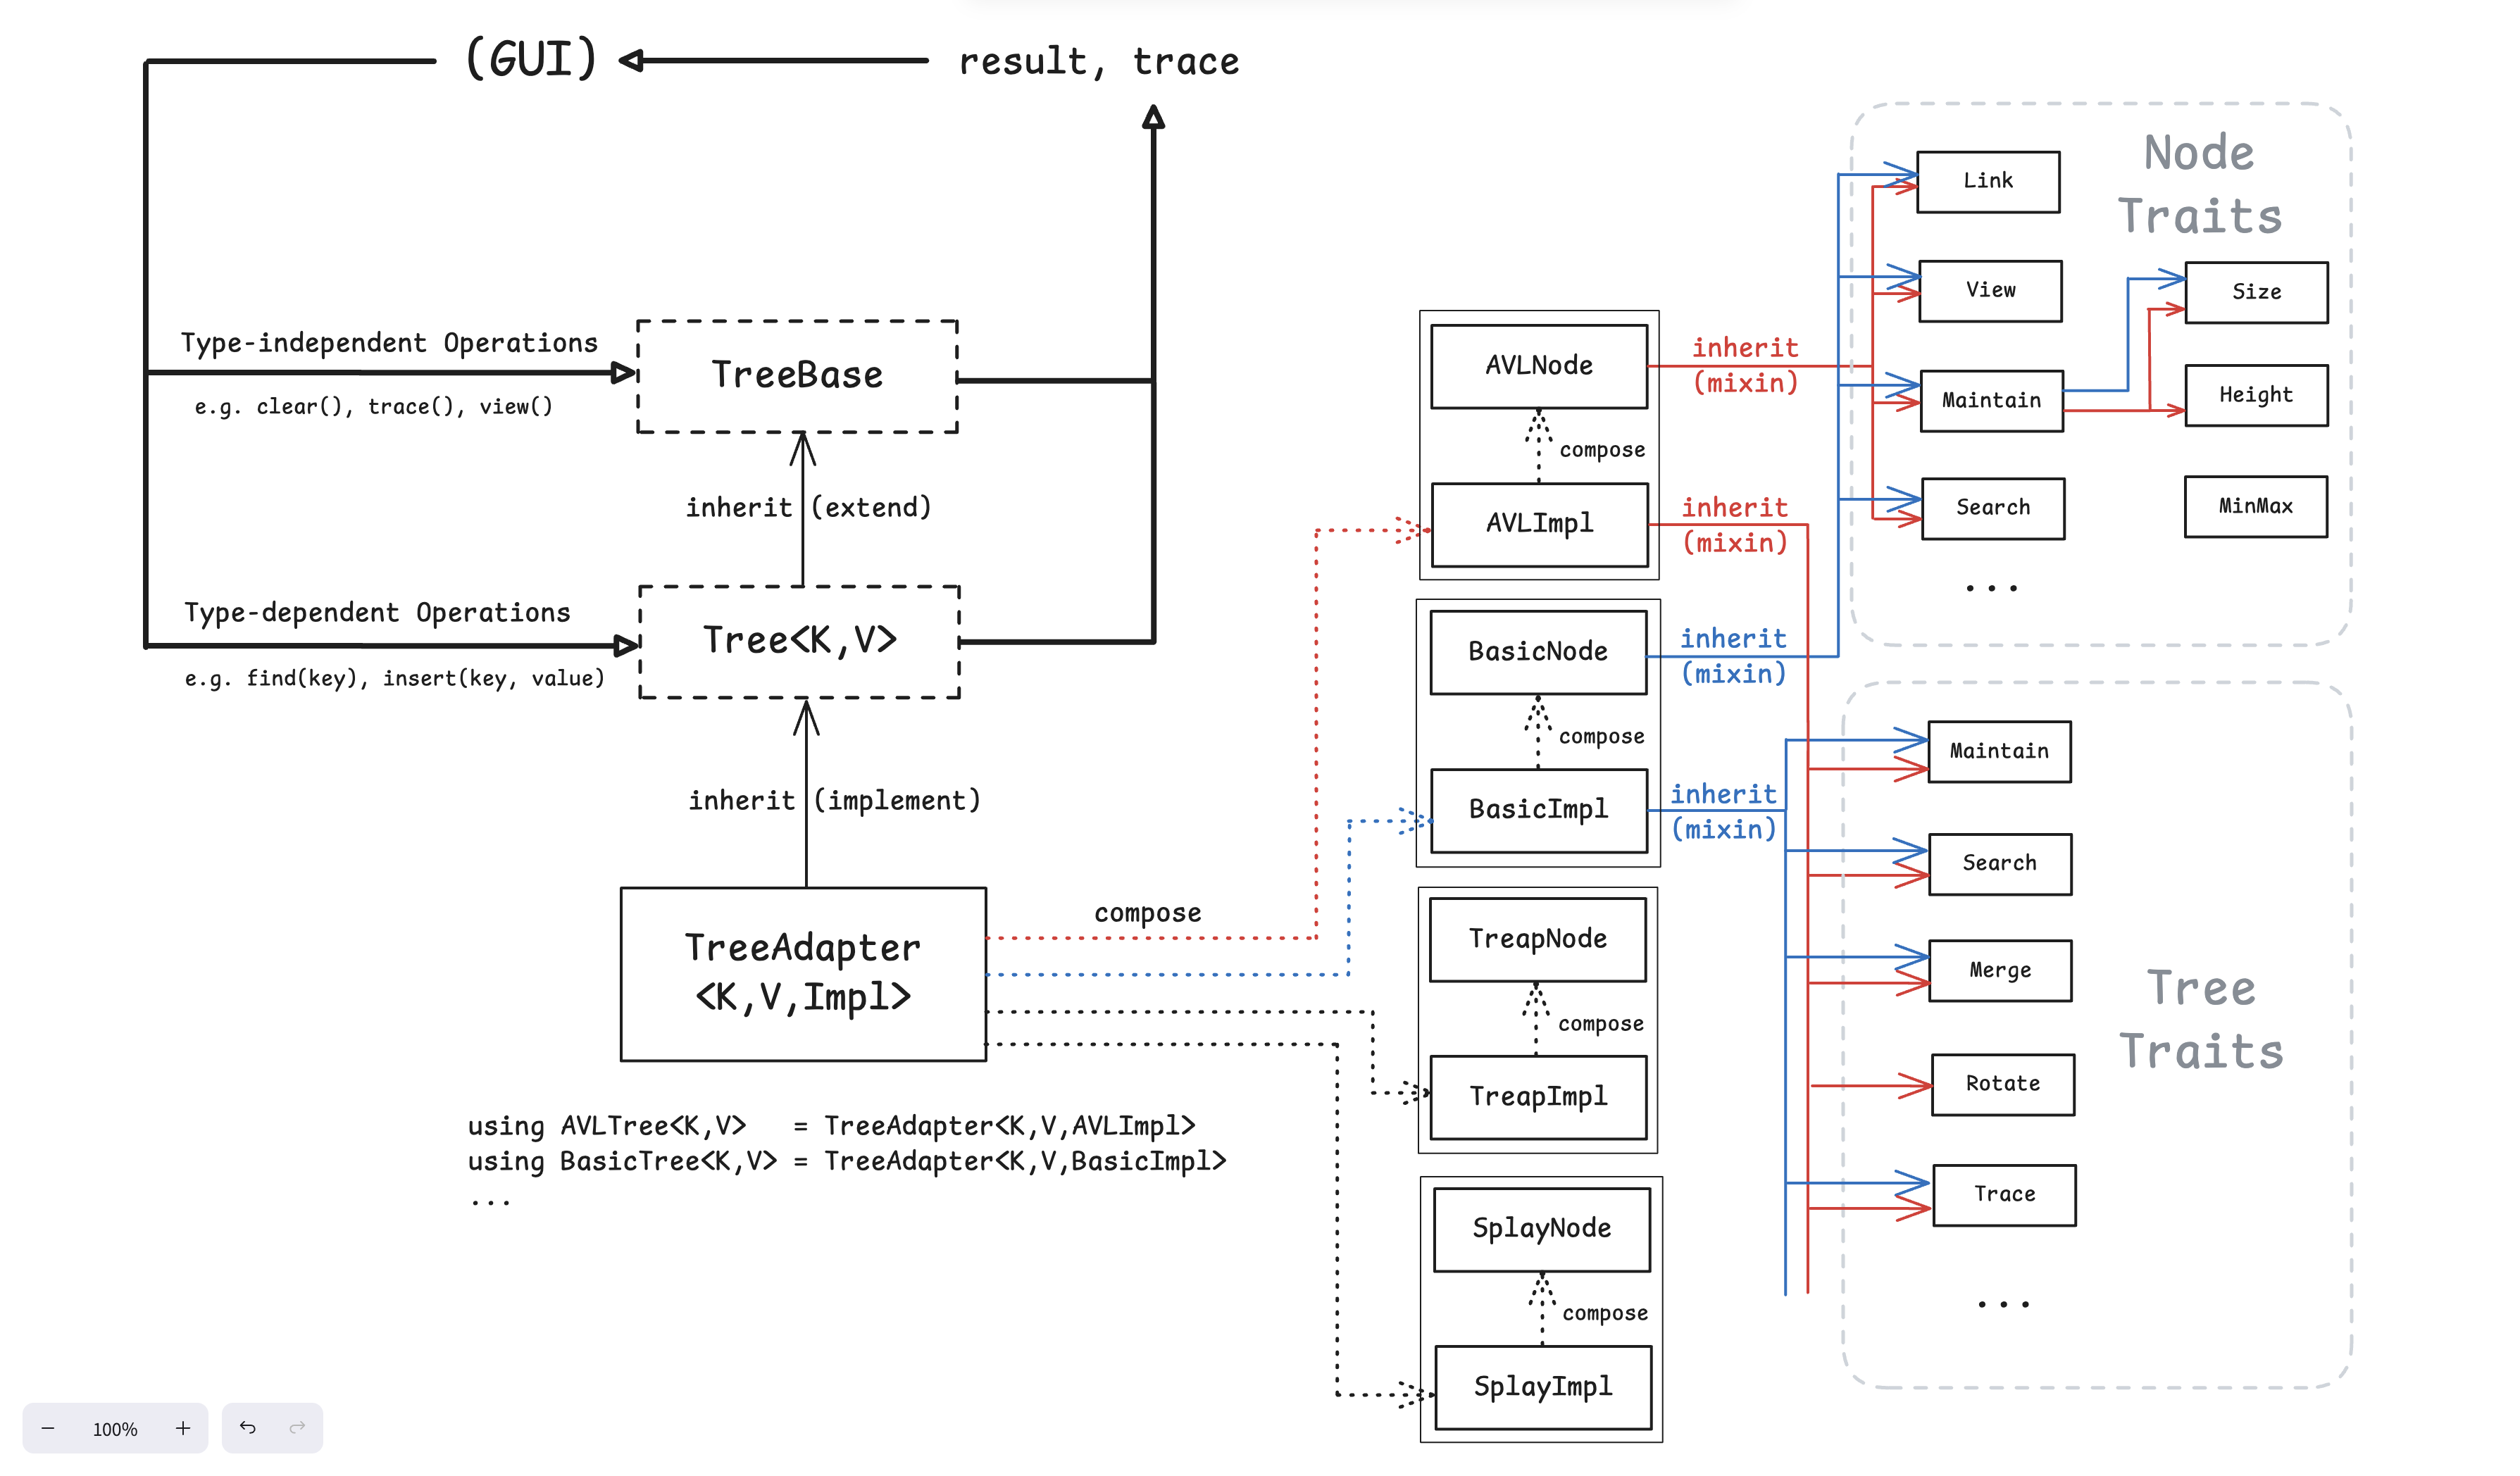 (GUI)
result, trace
Type-independent Operations
e.g. clear(), trace(), view()
TreeBase
inherit (extend)
Type-dependent Operations
e.g. find(key), insert(key, value)
Tree<K,V>
inherit (implement)
TreeAdapter
<K,V,Impl>
compose
using AVLTree<K,V> = TreeAdapter<K,V,AVLImpl>
using BasicTree<K,V> = TreeAdapter<K,V,BasicImpl>
...
AVLNode
compose
AVLImpl
inherit
(mixin)
inherit
(mixin)
BasicNode
compose
BasicImpl
inherit
(mixin)
inherit
(mixin)
TreapNode
compose
TreapImpl
SplayNode
compose
SplayImpl
Node
Traits
Link
View
Maintain
Search
...
Size
Height
MinMax
Tree
Traits
Maintain
Search
Merge
Rotate
Trace
...
− 100% +